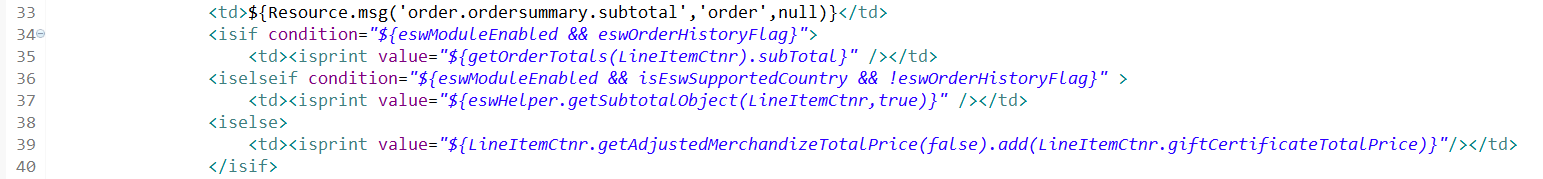 33 <td>${Resource.msg('order.ordersummary.subtotal','order',null)}</td>
34 <isif condition="${eswModuleEnabled && eswOrderHistoryFlag}">
35 <td><isprint value="${getOrderTotals(LineItemCtnr).subTotal}" /></td>
36 <iselseif condition="${eswModuleEnabled && isEswSupportedCountry && !eswOrderHistoryFlag}" >
37 <td><isprint value="${eswHelper.getSubtotalObject(LineItemCtnr,true)}" /></td>
38 <iselse>
39 <td><isprint value="${LineItemCtnr.getAdjustedMerchandizeTotalPrice(false).add(LineItemCtnr.giftCertificateTotalPrice)}"/></td>
40 </isif>